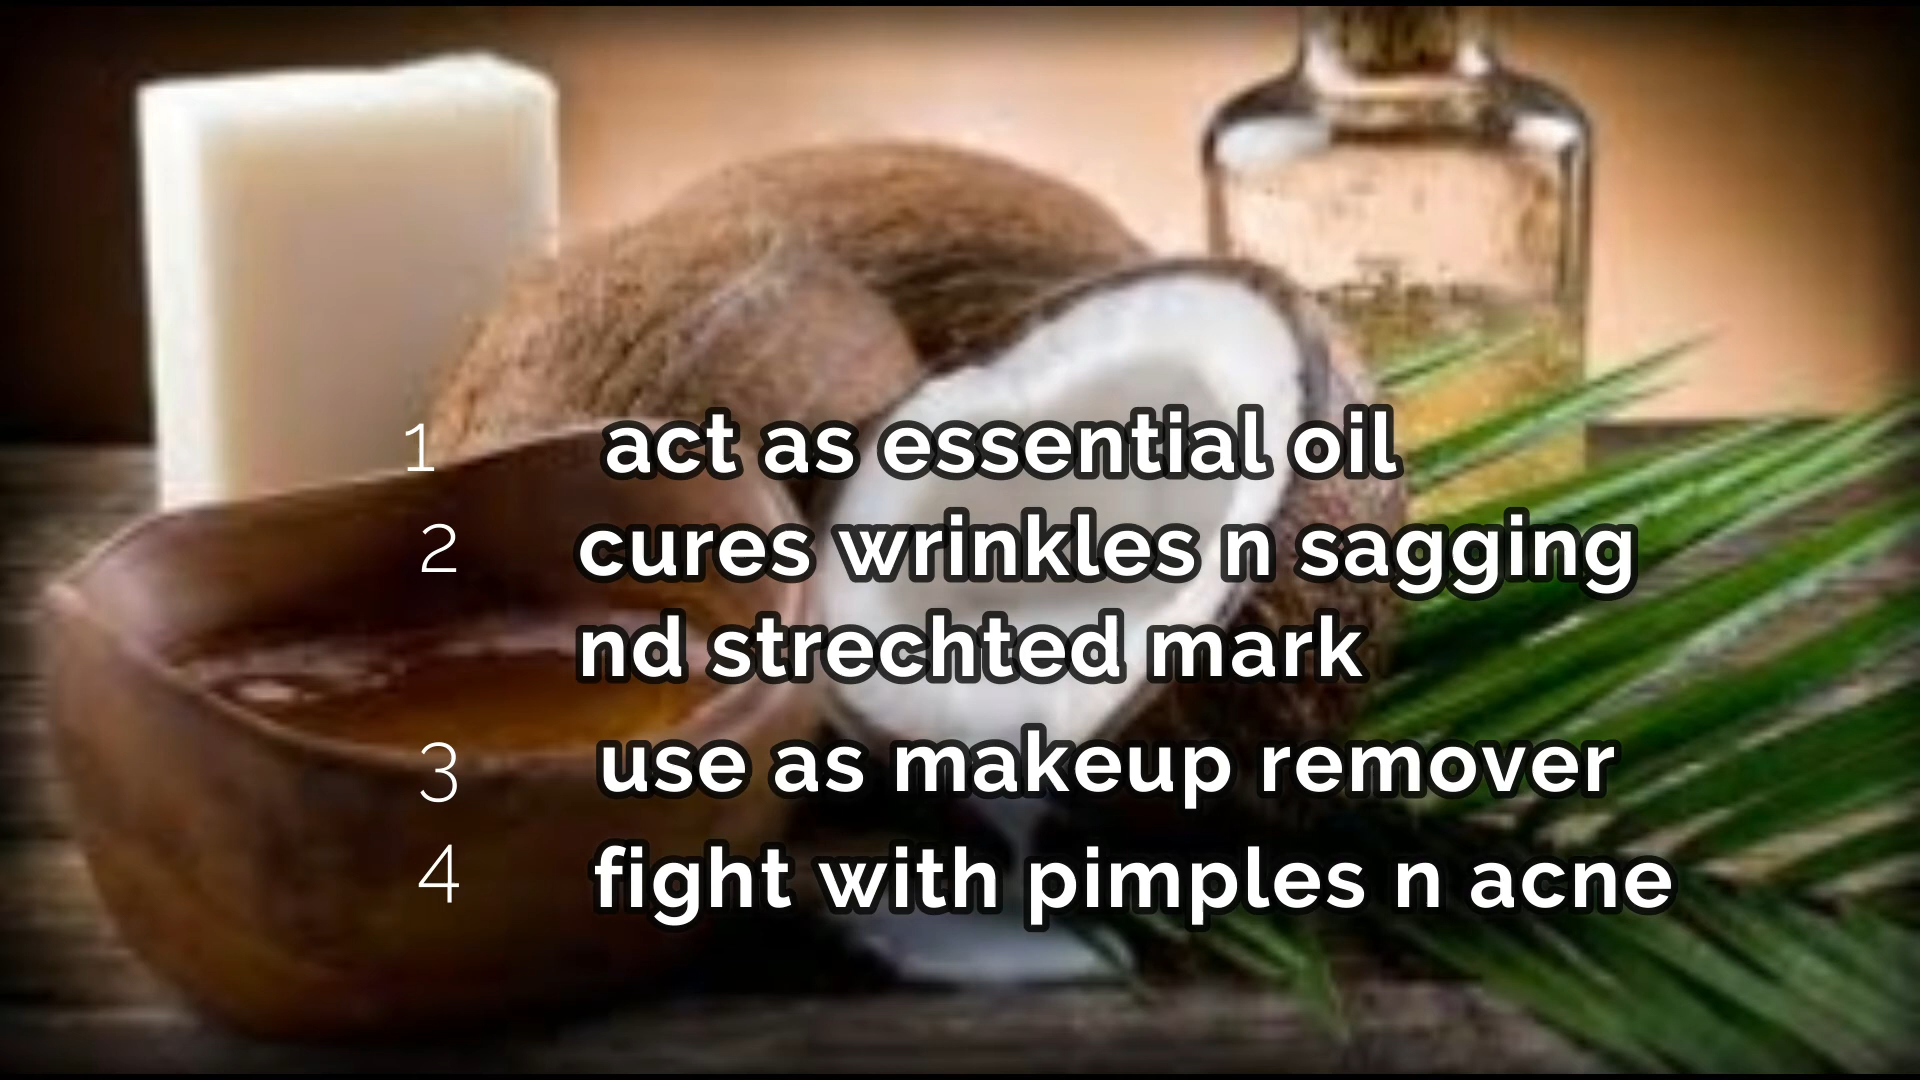 1 act as essential oil
2 cures wrinkles n sagging
nd strechted mark
3 use as makeup remover
4 fight with pimples n acne